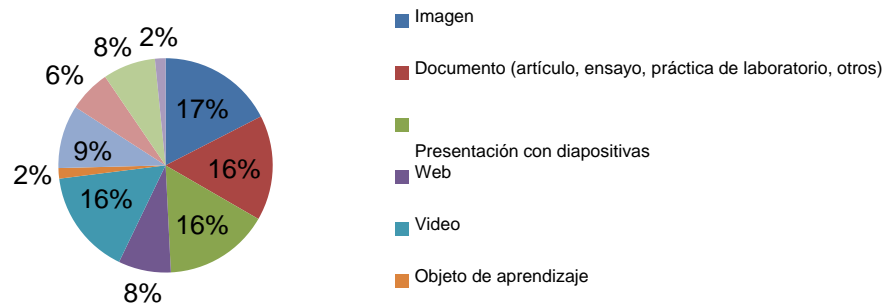 2%
8%
6%
17%
9%
16%
2%
16%
16%
8%
Imagen
Documento (artículo, ensayo, práctica de laboratorio, otros)
Presentación con diapositivas
Web
Video
Objeto de aprendizaje